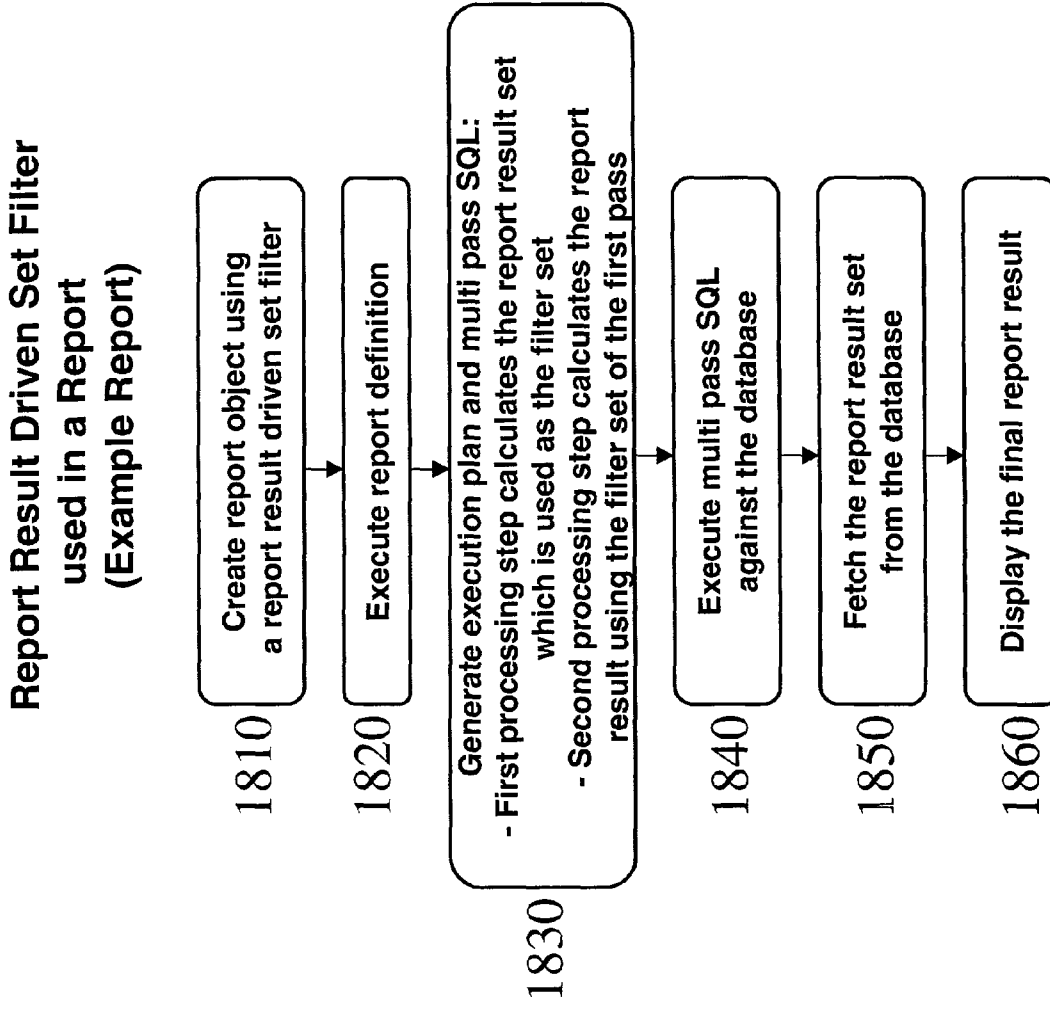 Report Result Driven Set Filter
used in a Report
(Example Report)
1810
Create report object using
a report result driven set filter
1820
Execute report definition
1830
Generate execution plan and multi pass SQL:
- First processing step calculates the report result set
which is used as the filter set
- Second processing step calculates the report
result using the filter set of the first pass
1840
Execute multi pass SQL
against the database
1850
Fetch the report result set
from the database
1860
Display the final report result